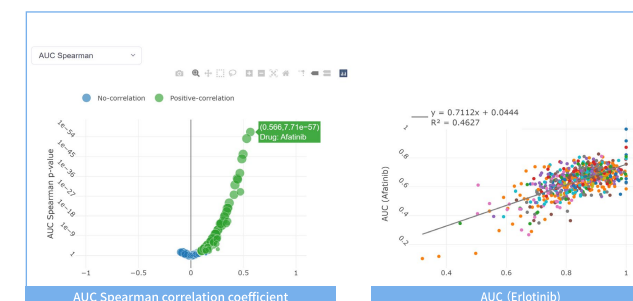 AUC Spearman
No-correlation
Positive-correlation
(0.566,7.71e−57)
Drug: Afatinib
1e−54
1e−45
1e−36
1e−27
1e−18
1e−9
1
AUC Spearman p-value
−1
−0.5
0
0.5
1
AUC Spearman correlation coefficient
y = 0.7112x + 0.0444
R² = 0.4627
1
0.8
0.6
0.4
0.2
AUC (Afatinib)
0.4
0.6
0.8
1
AUC (Erlotinib)